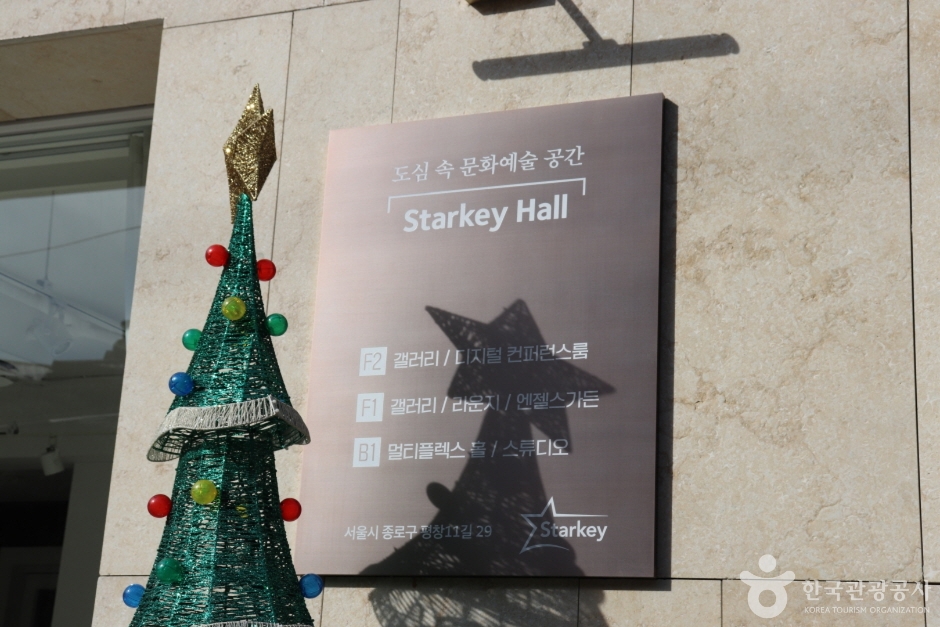 도심 속 문화예술 공간
Starkey Hall
F2 갤러리 / 디지털 컨퍼런스룸
F1 갤러리 / 라운지 / 엔젤스가든
B1 멀티플렉스 홀 / 스튜디오
서울시 종로구 평창11길 29
Starkey
한국관광공사
KOREA TOURISM ORGANIZATION